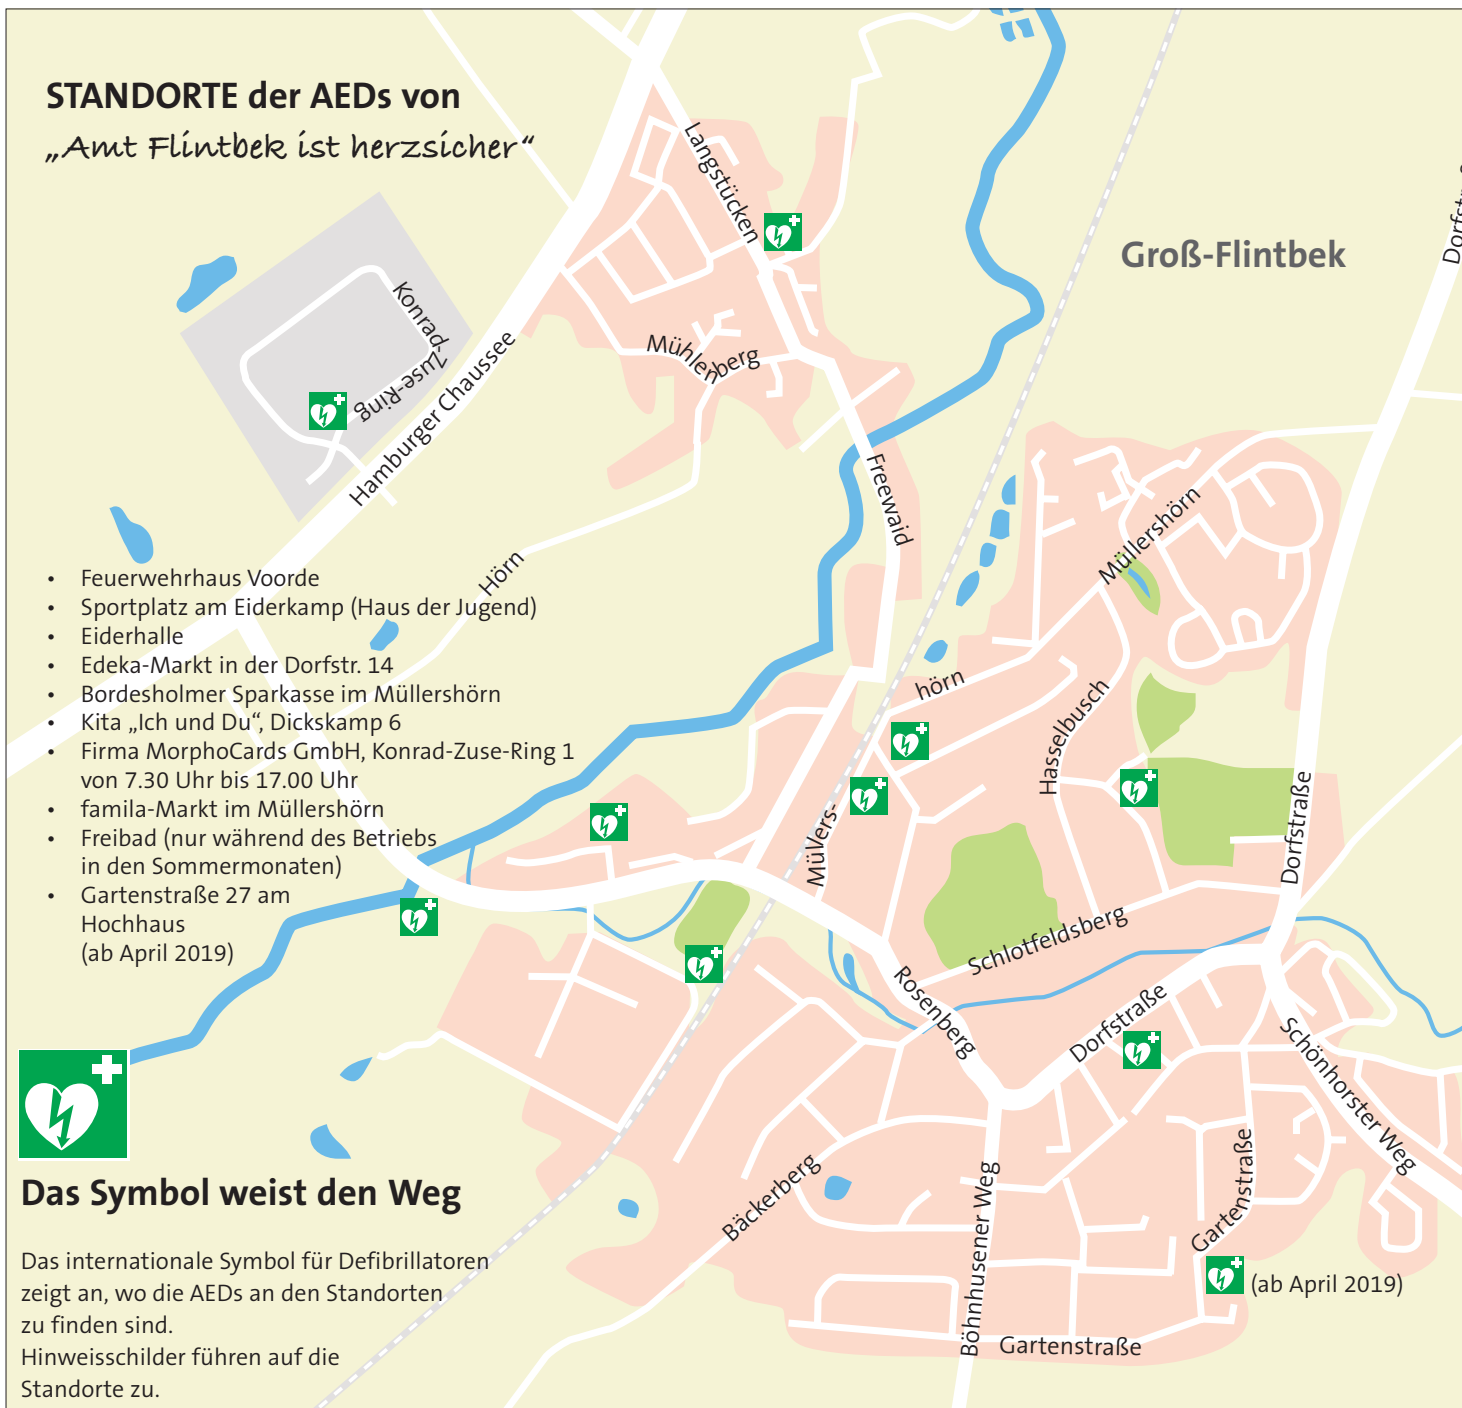 STANDORTE der AEDs von
„Amt Flintbek ist herzsicher“
Langstücken
Groß-Flintbek
Konrad-
Zuse-Ring
Hamburger Chaussee
Mühlenberg
Freewaid
Hörn
Müllershörn
• Feuerwehrhaus Voorde
• Sportplatz am Eiderkamp (Haus der Jugend)
• Eiderhalle
• Edeka-Markt in der Dorfstr. 14
• Bordesholmer Sparkasse im Müllershörn
• Kita „Ich und Du“, Dickskamp 6
• Firma MorphoCards GmbH, Konrad-Zuse-Ring 1
von 7.30 Uhr bis 17.00 Uhr
• famila-Markt im Müllershörn
• Freibad (nur während des Betriebs
in den Sommermonaten)
• Gartenstraße 27 am
Hochhaus
(ab April 2019)
hörn
Hasselbusch
Müllers-
Dorfstraße
Schlotfeldsberg
Rosenberg
Dorfstraße
Schönhorster Weg
Bäckerberg
Böhnhusener Weg
Gartenstraße
(ab April 2019)
Gartenstraße
Das Symbol weist den Weg
Das internationale Symbol für Defibrillatoren
zeigt an, wo die AEDs an den Standorten
zu finden sind.
Hinweisschilder führen auf die
Standorte zu.